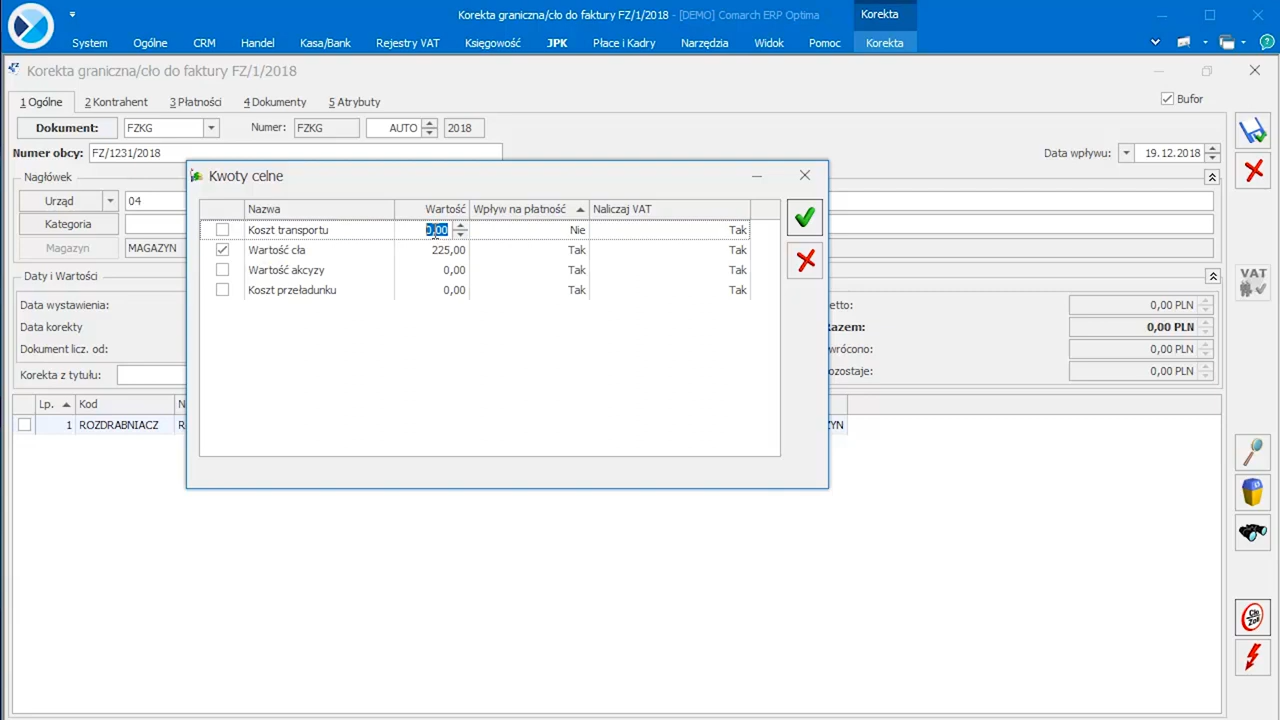 Korekta graniczna/cło do faktury FZ/1/2018 - [DEMO] Comarch ERP Optima
Korekta
System Ogólne CRM Handel Kasa/Bank Rejestry VAT Księgowość JPK Płace i Kadry Narzędzia Widok Pomoc Korekta
Korekta graniczna/cło do faktury FZ/1/2018
1 Ogólne 2 Kontrahent 3 Płatności 4 Dokumenty 5 Atrybuty
Bufor
Dokument: FZKG Numer: FZKG AUTO 2018
Numer obcy: FZ/1231/2018
Data wpływu: 19.12.2018
Nagłówek
Urząd 04
Kategoria
Magazyn MAGAZYN
Daty i Wartości
Data wystawienia:
Data korekty
Dokument licz. od:
Korekta z tytułu:
Lp. Kod N
1 ROZDRABNIACZ R
Kwoty celne
Nazwa Wartość Wpływ na płatność Naliczaj VAT
Koszt transportu 0,00 Nie Tak
Wartość cła 225,00 Tak Tak
Wartość akcyzy 0,00 Tak Tak
Koszt przeładunku 0,00 Tak Tak
etto: 0,00 PLN
azem: 0,00 PLN
wrócono: 0,00 PLN
ozostaje: 0,00 PLN
ZYN
VAT
Cło